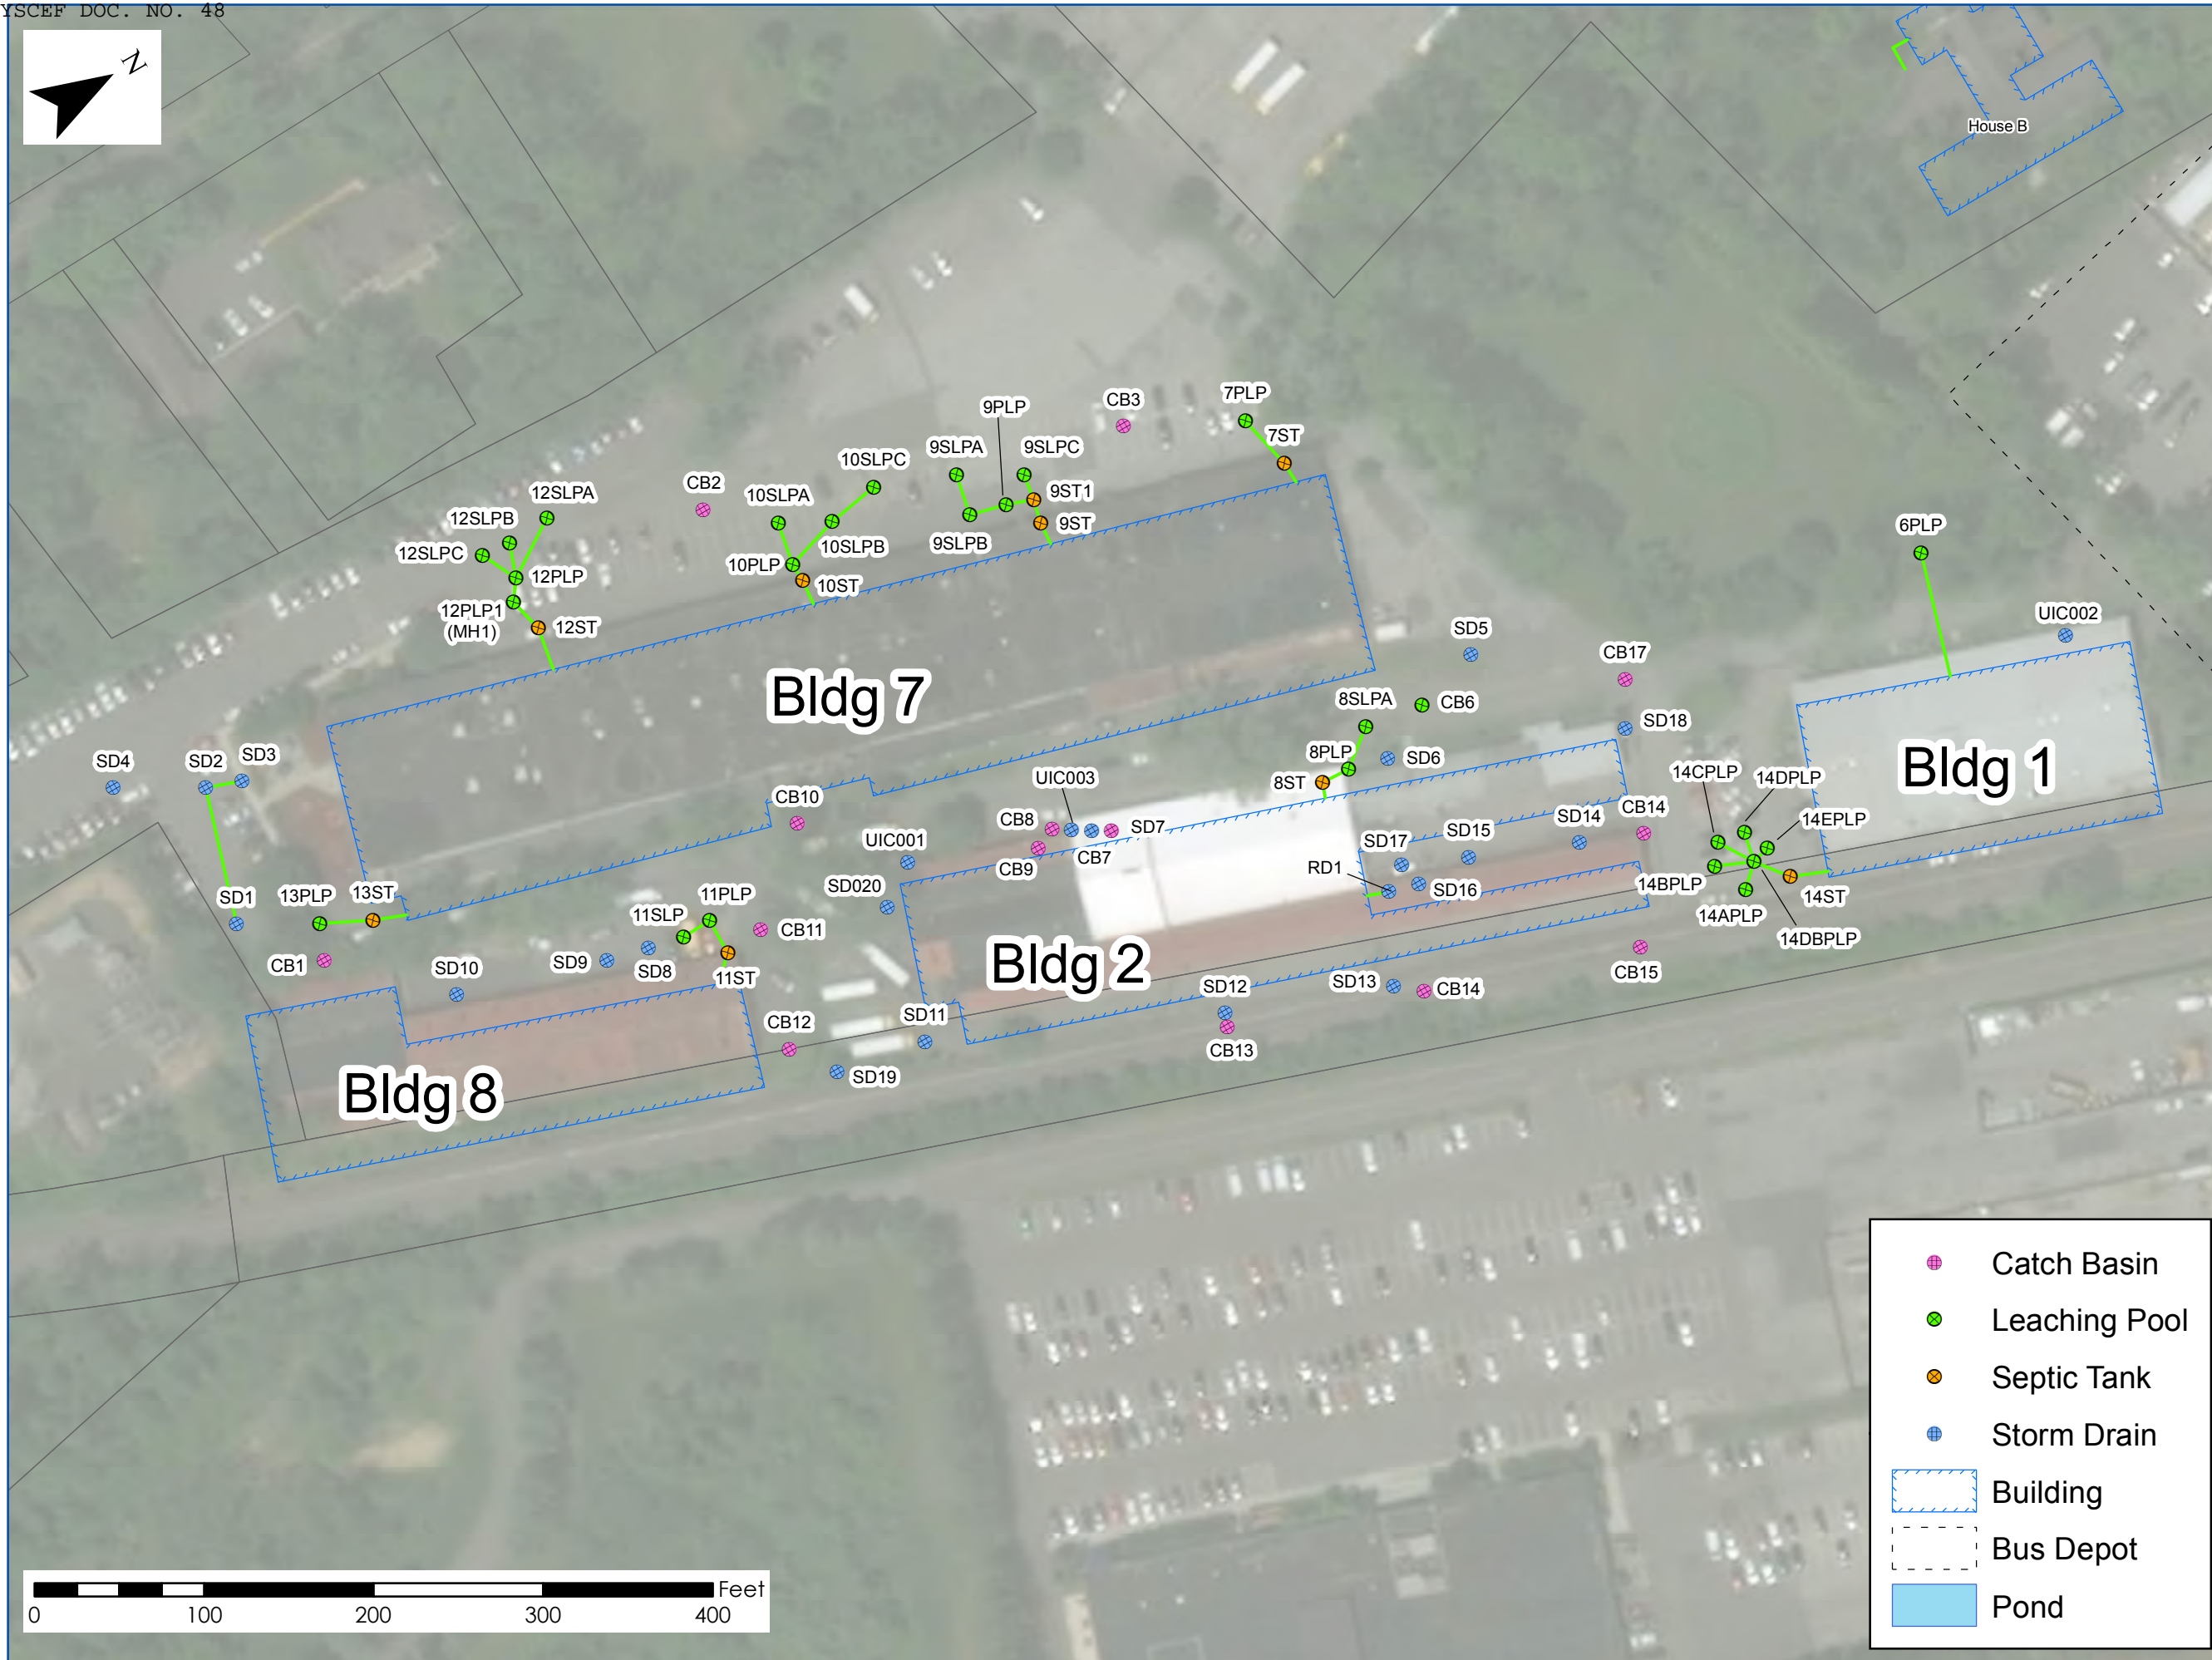 YSCEF DOC. NO. 48
N
House B
7PLP
CB3
9PLP
7ST
9SLPA
9SLPC
10SLPC
CB2
10SLPA
12SLPA
9ST1
12SLPB
9ST
6PLP
9SLPB
10SLPB
12SLPC
10PLP
12PLP
10ST
12PLP1
(MH1)
12ST
UIC002
SD5
CB17
Bldg 7
8SLPA
CB6
SD18
8PLP
SD6
SD4
SD2
SD3
UIC003
8ST
14CPLP
14DPLP
Bldg 1
CB10
CB8
SD7
CB14
14EPLP
SD14
SD15
SD17
UIC001
CB9
CB7
RD1
SD16
14BPLP
14ST
SD020
SD1
13PLP
13ST
11PLP
11SLP
CB11
14APLP
14DBPLP
CB1
SD10
SD9
SD8
11ST
Bldg 2
CB15
SD13
CB14
SD12
SD11
CB12
CB13
SD19
Bldg 8
Catch Basin
Leaching Pool
Septic Tank
Storm Drain
Building
Bus Depot
Pond
Feet
0 100 200 300 400